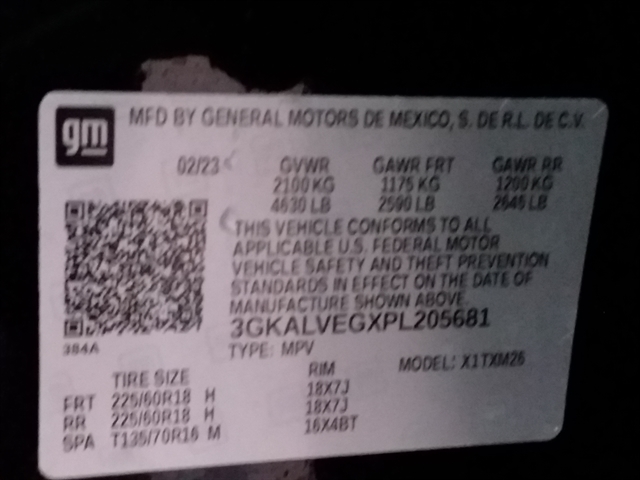 gm
MFD BY GENERAL MOTORS DE MEXICO, S. DE R.L. DE C.V.
02/23 GVWR GAWR FRT GAWR RR
2100 KG 1175 KG 1200 KG
4630 LB 2590 LB 2645 LB
THIS VEHICLE CONFORMS TO ALL
APPLICABLE U.S. FEDERAL MOTOR
VEHICLE SAFETY AND THEFT PREVENTION
STANDARDS IN EFFECT ON THE DATE OF
MANUFACTURE SHOWN ABOVE.
3GKALVEGXPL205681
384A
TYPE: MPV MODEL: X1TXM26
TIRE SIZE RIM
FRT 225/60R18 H 18X7J
RR 225/60R18 H 18X7J
SPA T135/70R16 M 16X4BT